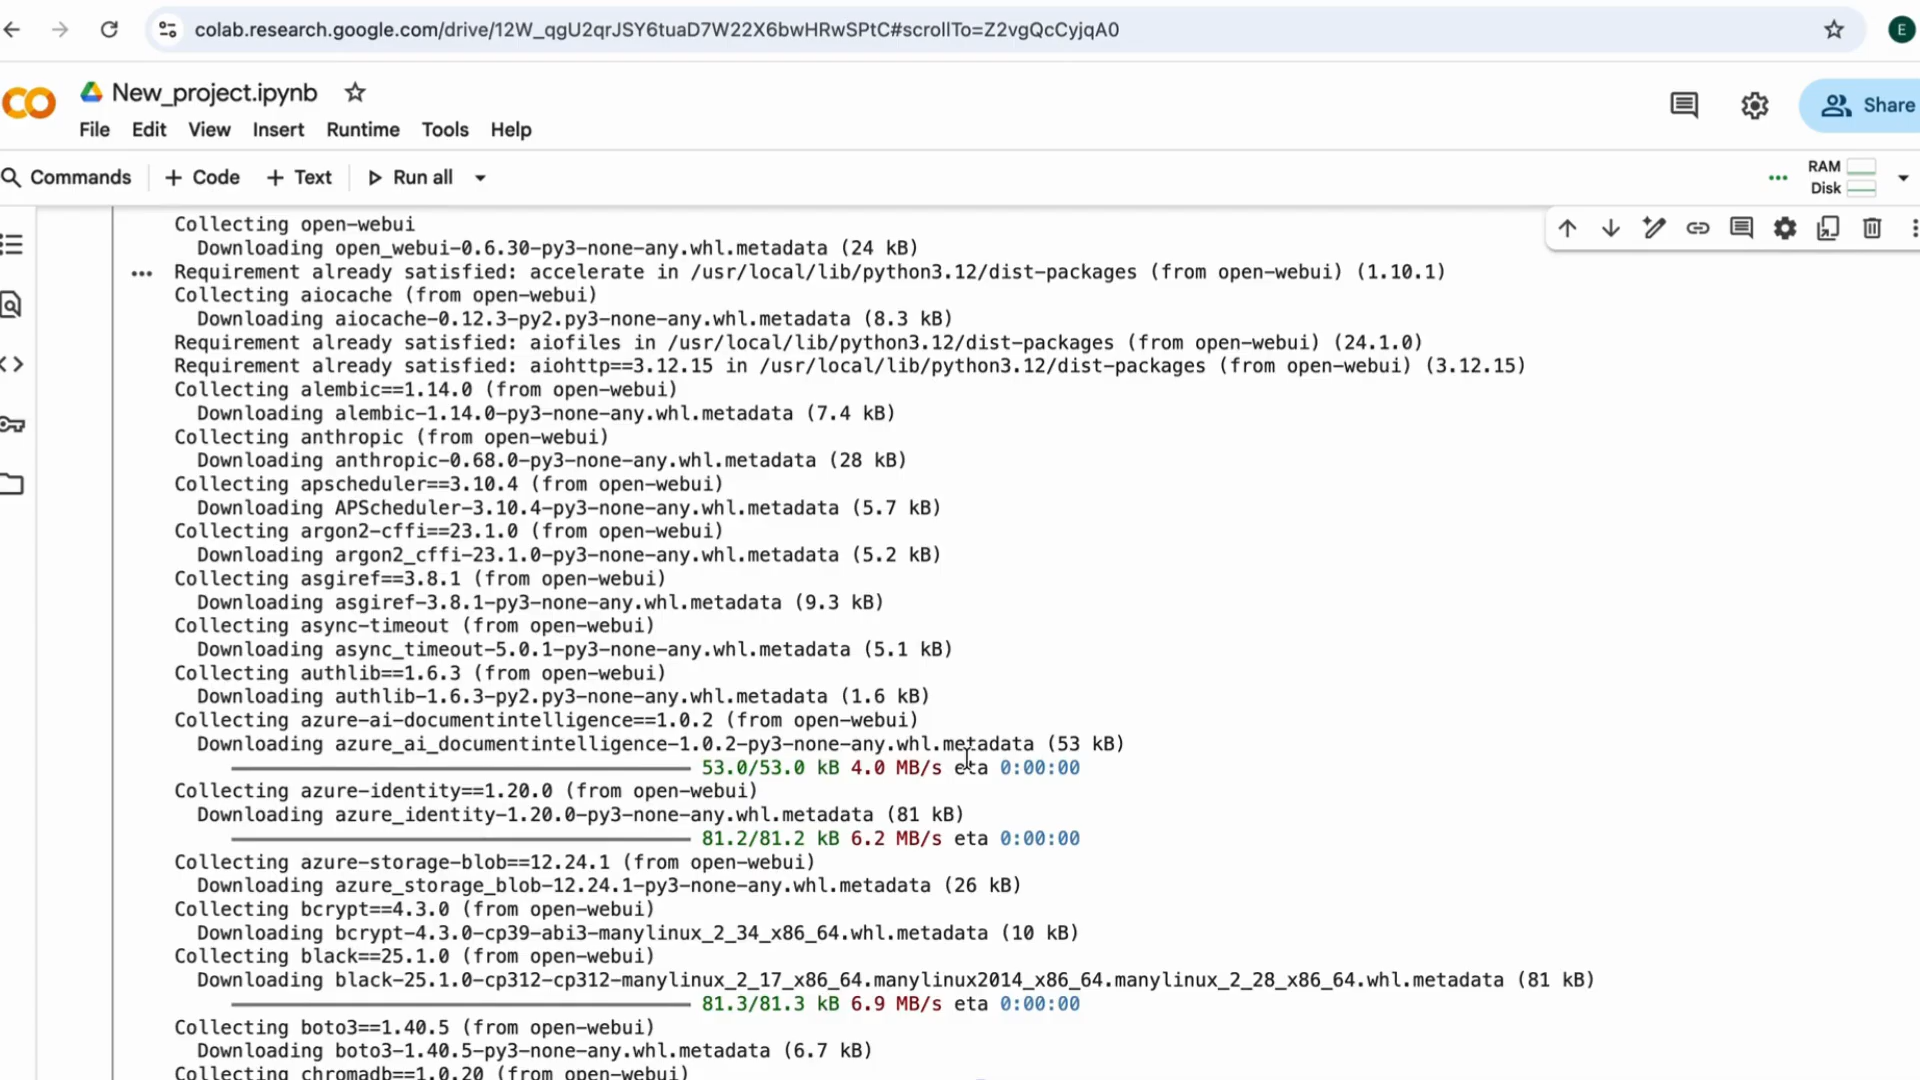 colab.research.google.com/drive/12W_qgU2qrJSY6tuaD7W22X6bwHRwSPtC#scrollTo=Z2vgQcCyjqA0
E
New_project.ipynb
File Edit View Insert Runtime Tools Help
Share
Commands + Code + Text Run all
RAM
Disk
Collecting open-webui
Downloading open_webui-0.6.30-py3-none-any.whl.metadata (24 kB)
Requirement already satisfied: accelerate in /usr/local/lib/python3.12/dist-packages (from open-webui) (1.10.1)
Collecting aiocache (from open-webui)
Downloading aiocache-0.12.3-py2.py3-none-any.whl.metadata (8.3 kB)
Requirement already satisfied: aiofiles in /usr/local/lib/python3.12/dist-packages (from open-webui) (24.1.0)
Requirement already satisfied: aiohttp==3.12.15 in /usr/local/lib/python3.12/dist-packages (from open-webui) (3.12.15)
Collecting alembic==1.14.0 (from open-webui)
Downloading alembic-1.14.0-py3-none-any.whl.metadata (7.4 kB)
Collecting anthropic (from open-webui)
Downloading anthropic-0.68.0-py3-none-any.whl.metadata (28 kB)
Collecting apscheduler==3.10.4 (from open-webui)
Downloading APScheduler-3.10.4-py3-none-any.whl.metadata (5.7 kB)
Collecting argon2-cffi==23.1.0 (from open-webui)
Downloading argon2_cffi-23.1.0-py3-none-any.whl.metadata (5.2 kB)
Collecting asgiref==3.8.1 (from open-webui)
Downloading asgiref-3.8.1-py3-none-any.whl.metadata (9.3 kB)
Collecting async-timeout (from open-webui)
Downloading async_timeout-5.0.1-py3-none-any.whl.metadata (5.1 kB)
Collecting authlib==1.6.3 (from open-webui)
Downloading authlib-1.6.3-py2.py3-none-any.whl.metadata (1.6 kB)
Collecting azure-ai-documentintelligence==1.0.2 (from open-webui)
Downloading azure_ai_documentintelligence-1.0.2-py3-none-any.whl.metadata (53 kB)
53.0/53.0 kB 4.0 MB/s eta 0:00:00
Collecting azure-identity==1.20.0 (from open-webui)
Downloading azure_identity-1.20.0-py3-none-any.whl.metadata (81 kB)
81.2/81.2 kB 6.2 MB/s eta 0:00:00
Collecting azure-storage-blob==12.24.1 (from open-webui)
Downloading azure_storage_blob-12.24.1-py3-none-any.whl.metadata (26 kB)
Collecting bcrypt==4.3.0 (from open-webui)
Downloading bcrypt-4.3.0-cp39-abi3-manylinux_2_34_x86_64.whl.metadata (10 kB)
Collecting black==25.1.0 (from open-webui)
Downloading black-25.1.0-cp312-cp312-manylinux_2_17_x86_64.manylinux2014_x86_64.manylinux_2_28_x86_64.whl.metadata (81 kB)
81.3/81.3 kB 6.9 MB/s eta 0:00:00
Collecting boto3==1.40.5 (from open-webui)
Downloading boto3-1.40.5-py3-none-any.whl.metadata (6.7 kB)
Collecting chromadb==1.0.20 (from open-webui)